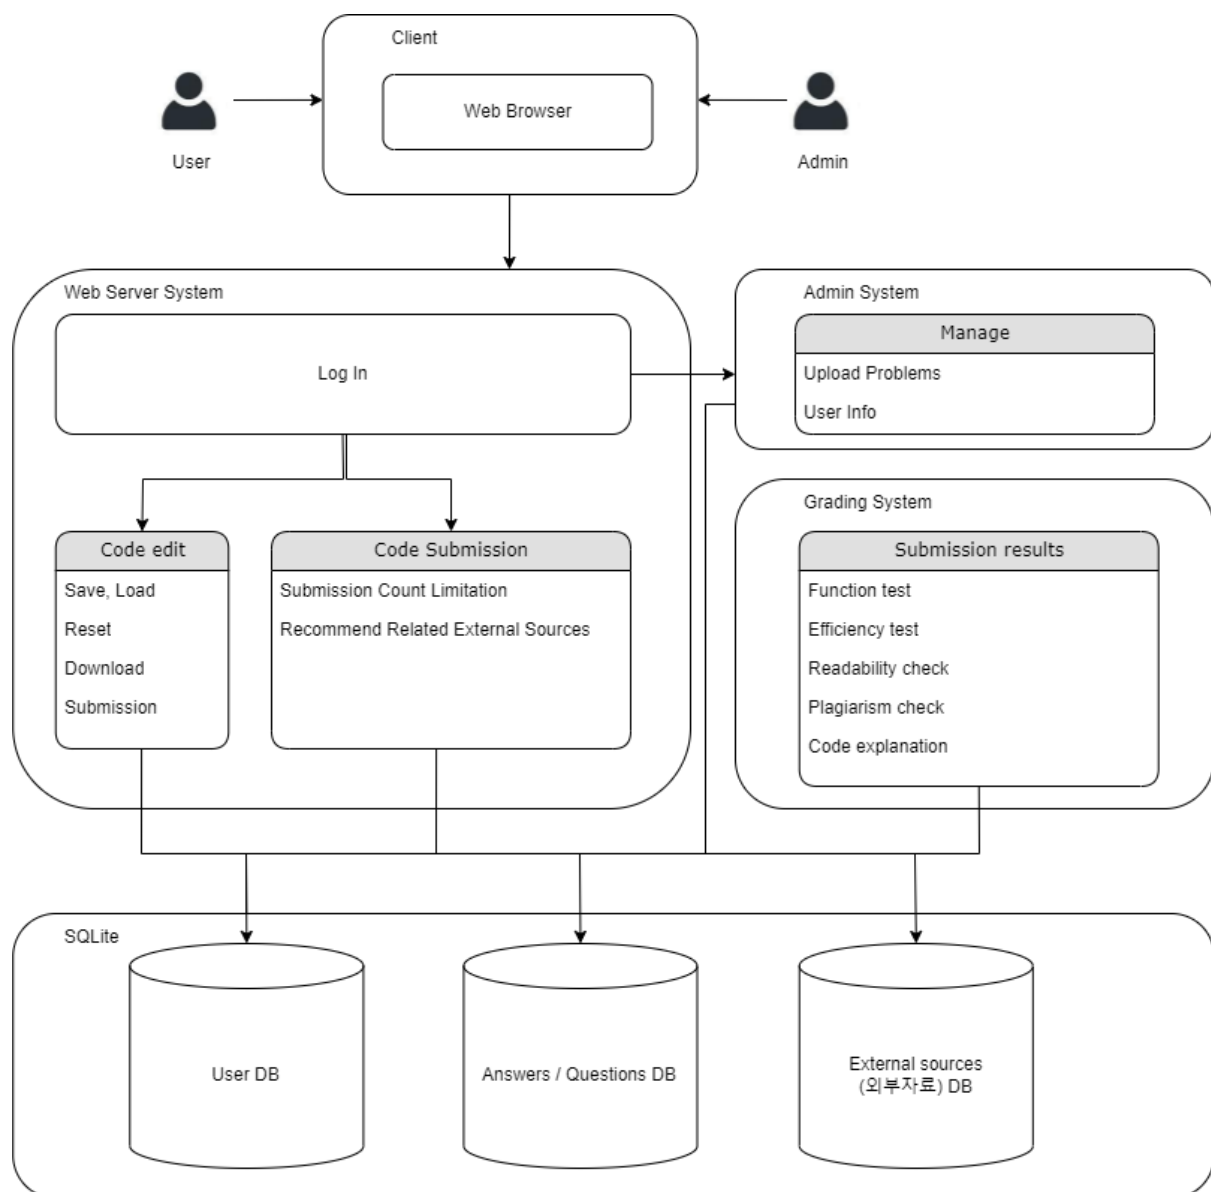 Client
Web Browser
User
Admin
Web Server System
Log In
Admin System
Manage
Upload Problems
User Info
Code edit
Save, Load
Reset
Download
Submission
Code Submission
Submission Count Limitation
Recommend Related External Sources
Grading System
Submission results
Function test
Efficiency test
Readability check
Plagiarism check
Code explanation
SQLite
User DB
Answers / Questions DB
External sources
(외부자료) DB